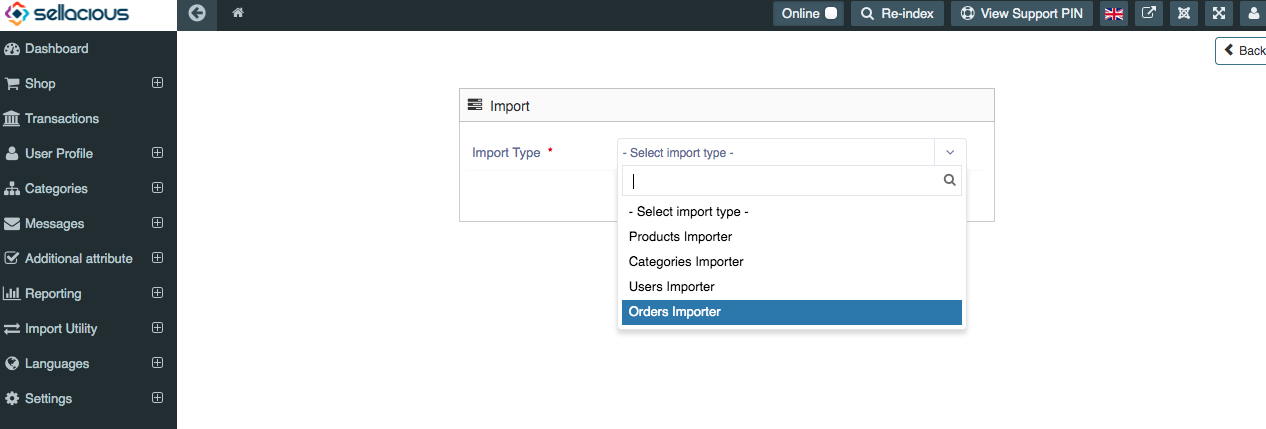 sellacious
Online Re-index View Support PIN
Back
Dashboard
Shop
Transactions
User Profile
Categories
Messages
Additional attribute
Reporting
Import Utility
Languages
Settings
Import
Import Type * - Select import type -
- Select import type -
Products Importer
Categories Importer
Users Importer
Orders Importer